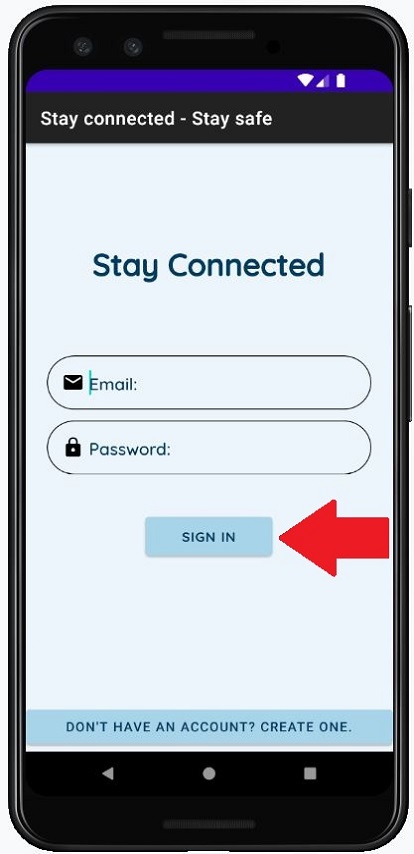 Stay connected - Stay safe
Stay Connected
Email:
Password:
SIGN IN
DON'T HAVE AN ACCOUNT? CREATE ONE.